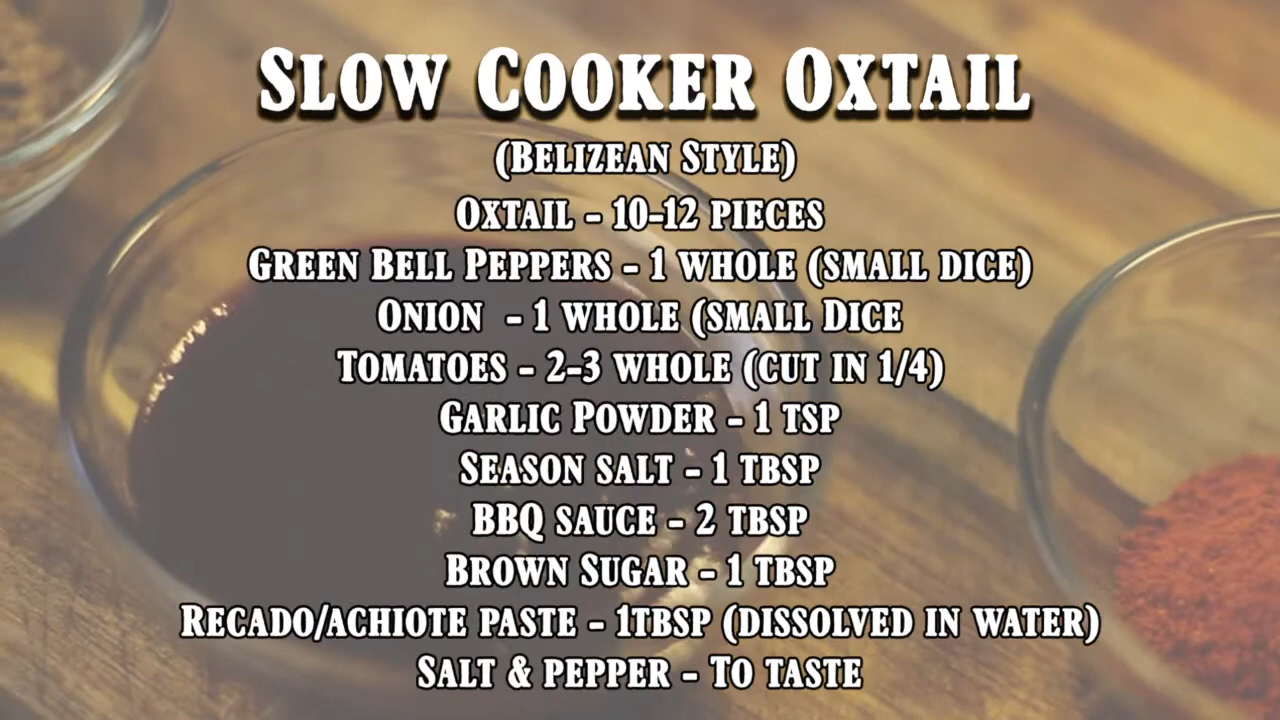 Slow Cooker Oxtail
(Belizean Style)
Oxtail - 10-12 pieces
Green Bell Peppers - 1 whole (small dice)
Onion - 1 whole (small Dice
Tomatoes - 2-3 whole (cut in 1/4)
Garlic Powder - 1 tsp
Season salt - 1 tbsp
BBQ sauce - 2 tbsp
Brown Sugar - 1 tbsp
Recado/achiote paste - 1tbsp (dissolved in water)
Salt & pepper - To taste